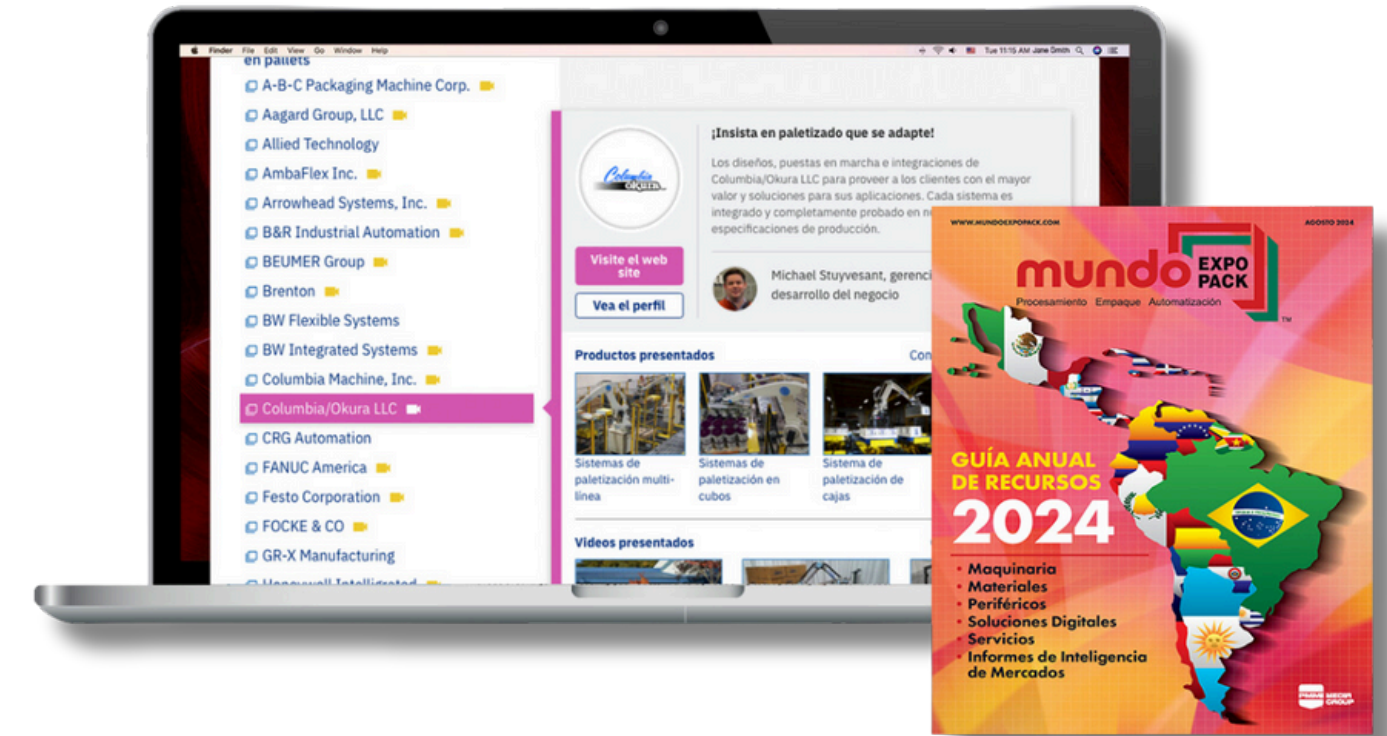 Finder File Edit View Go Window Help
Tue 11:15 AM Jane Smith
en pallets
A-B-C Packaging Machine Corp.
Aagard Group, LLC
Allied Technology
AmbaFlex Inc.
Arrowhead Systems, Inc.
B&R Industrial Automation
BEUMER Group
Brenton
BW Flexible Systems
BW Integrated Systems
Columbia Machine, Inc.
Columbia/Okura LLC
CRG Automation
FANUC America
Festo Corporation
FOCKE & CO
GR-X Manufacturing
Honeywell Intelligrated
Columbia
OKURA
¡Insista en paletizado que se adapte!
Los diseños, puestas en marcha e integraciones de
Columbia/Okura LLC para proveer a los clientes con el mayor
valor y soluciones para sus aplicaciones. Cada sistema es
integrado y completamente probado en
especificaciones de producción.
Visite el web
site
Vea el perfil
Michael Stuyvesant,
desarrollo del negocio
Productos presentados
Sistemas de
paletización multi-
línea
Sistemas de
paletización en
cubos
Sistema de
paletización de
cajas
Videos presentados
WWW.MUNDOEXPOPACK.COM
AGOSTO 2024
mundo
EXPO
PACK
TM
Procesamiento Empaque Automatización
GUÍA ANUAL
DE RECURSOS
2024
• Maquinaria
• Materiales
• Periféricos
• Soluciones Digitales
• Servicios
• Informes de Inteligencia
de Mercados
PMMI MEDIA
GROUP